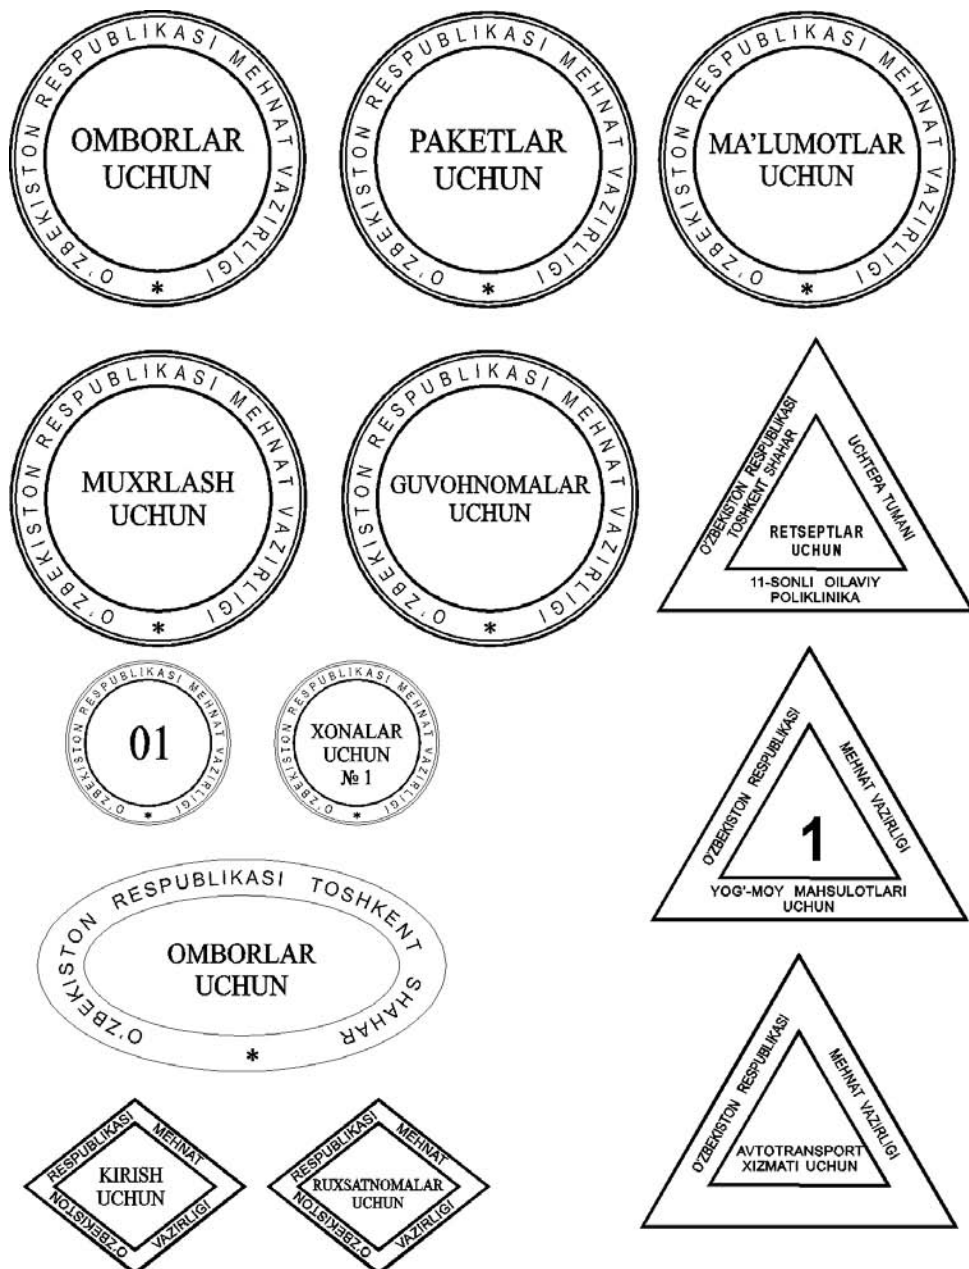 O'ZBEKISTON RESPUBLIKASI MEHNAT VAZIRLIGI
*
OMBORLAR
UCHUN
O'ZBEKISTON RESPUBLIKASI MEHNAT VAZIRLIGI
*
PAKETLAR
UCHUN
O'ZBEKISTON RESPUBLIKASI MEHNAT VAZIRLIGI
*
MA'LUMOTLAR
UCHUN
O'ZBEKISTON RESPUBLIKASI MEHNAT VAZIRLIGI
*
MUXRLASH
UCHUN
O'ZBEKISTON RESPUBLIKASI MEHNAT VAZIRLIGI
*
GUVOHNOMALAR
UCHUN
O'ZBEKISTON RESPUBLIKASI
TOSHKENT SHAHAR
UCHTEPA TUMANI
RETSEPTLAR
UCHUN
11-SONLI OILAVIY
POLIKLINIKA
O'ZBEKISTON RESPUBLIKASI MEHNAT VAZIRLIGI
*
01
O'ZBEKISTON RESPUBLIKASI MEHNAT VAZIRLIGI
*
XONALAR
UCHUN
№ 1
O'ZBEKISTON RESPUBLIKASI
MEHNAT VAZIRLIGI
1
YOG'-MOY MAHSULOTLARI
UCHUN
O'ZBEKISTON RESPUBLIKASI TOSHKENT SHAHAR
*
OMBORLAR
UCHUN
O'ZBEKISTON RESPUBLIKASI
MEHNAT VAZIRLIGI
AVTOTRANSPORT
XIZMATI UCHUN
O'ZBEKISTON
RESPUBLIKASI
MEHNAT
VAZIRLIGI
KIRISH
UCHUN
O'ZBEKISTON
RESPUBLIKASI
MEHNAT
VAZIRLIGI
RUXSATNOMALAR
UCHUN